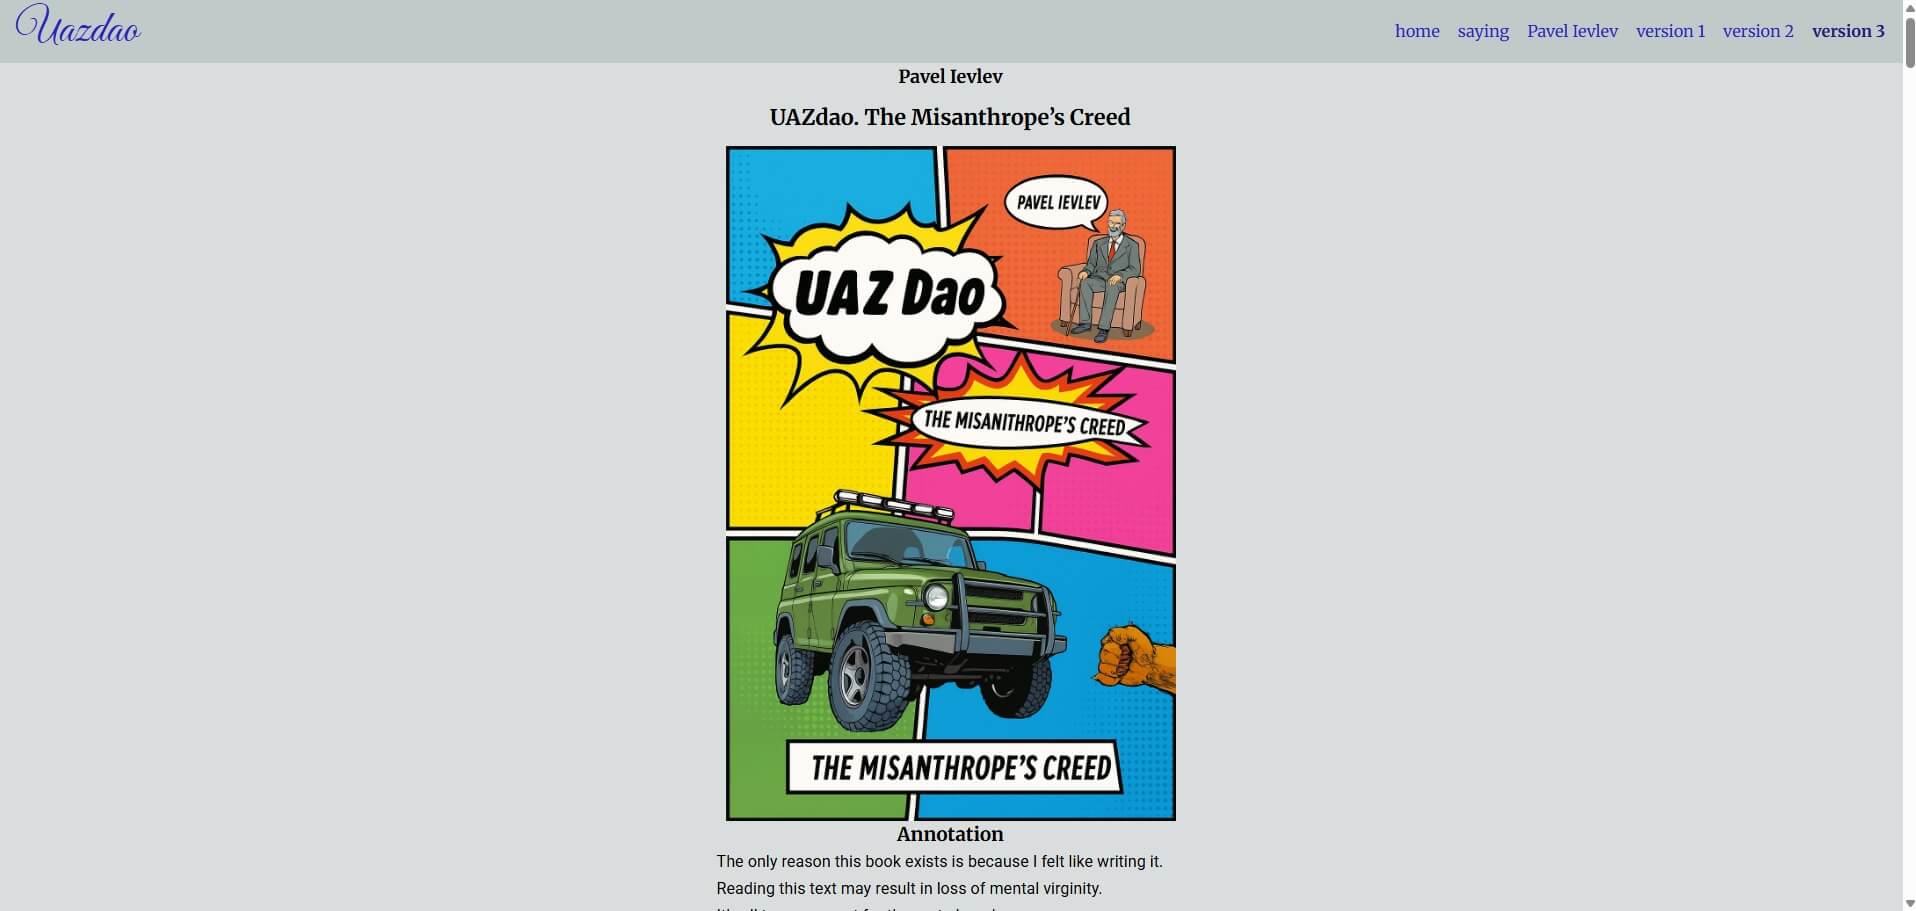 Uazdao
home saying Pavel Ievlev version 1 version 2 version 3
Pavel Ievlev
UAZdao. The Misanthrope’s Creed
PAVEL IEVLEV
UAZ Dao
THE MISANITHROPE’S CREED
THE MISANTHROPE’S CREED
Annotation
The only reason this book exists is because I felt like writing it.
Reading this text may result in loss of mental virginity.